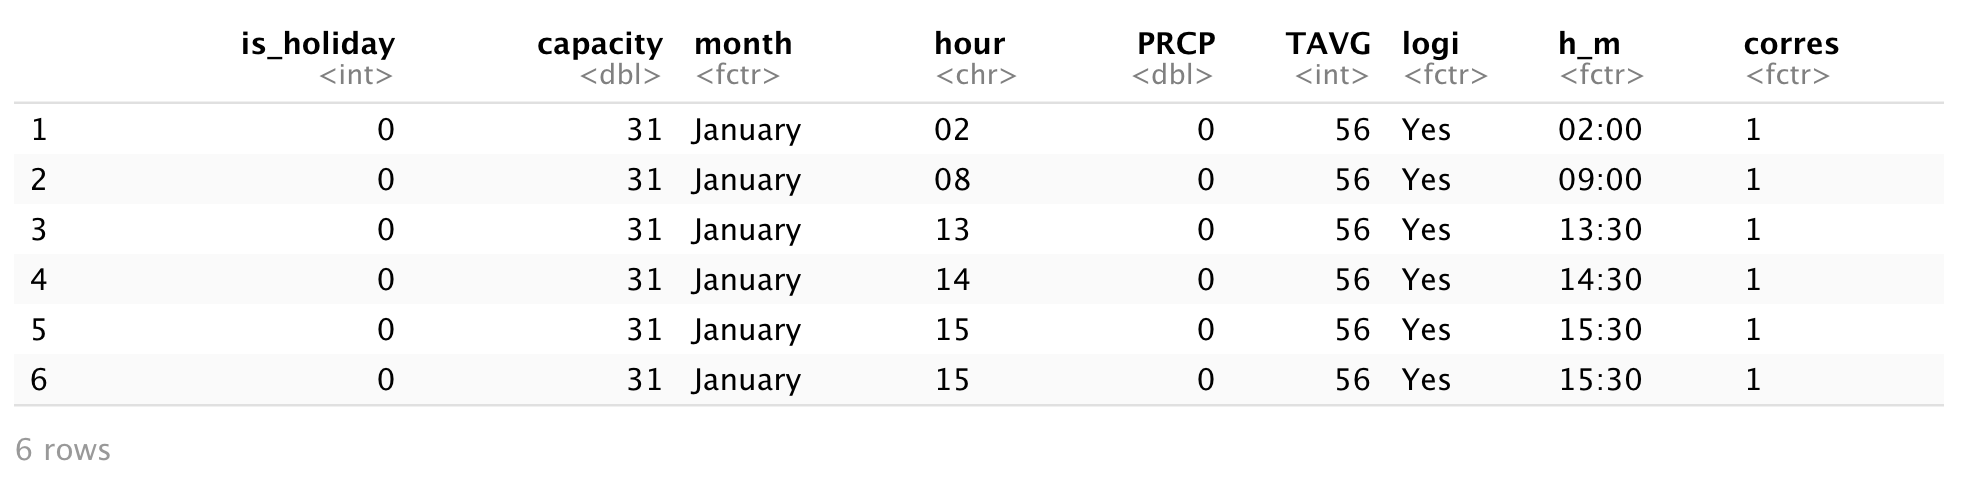 is_holiday capacity month hour PRCP TAVG logi h_m corres
<int> <dbl> <fctr> <chr> <dbl> <int> <fctr> <fctr> <fctr>
1 0 31 January 02 0 56 Yes 02:00 1
2 0 31 January 08 0 56 Yes 09:00 1
3 0 31 January 13 0 56 Yes 13:30 1
4 0 31 January 14 0 56 Yes 14:30 1
5 0 31 January 15 0 56 Yes 15:30 1
6 0 31 January 15 0 56 Yes 15:30 1
6 rows